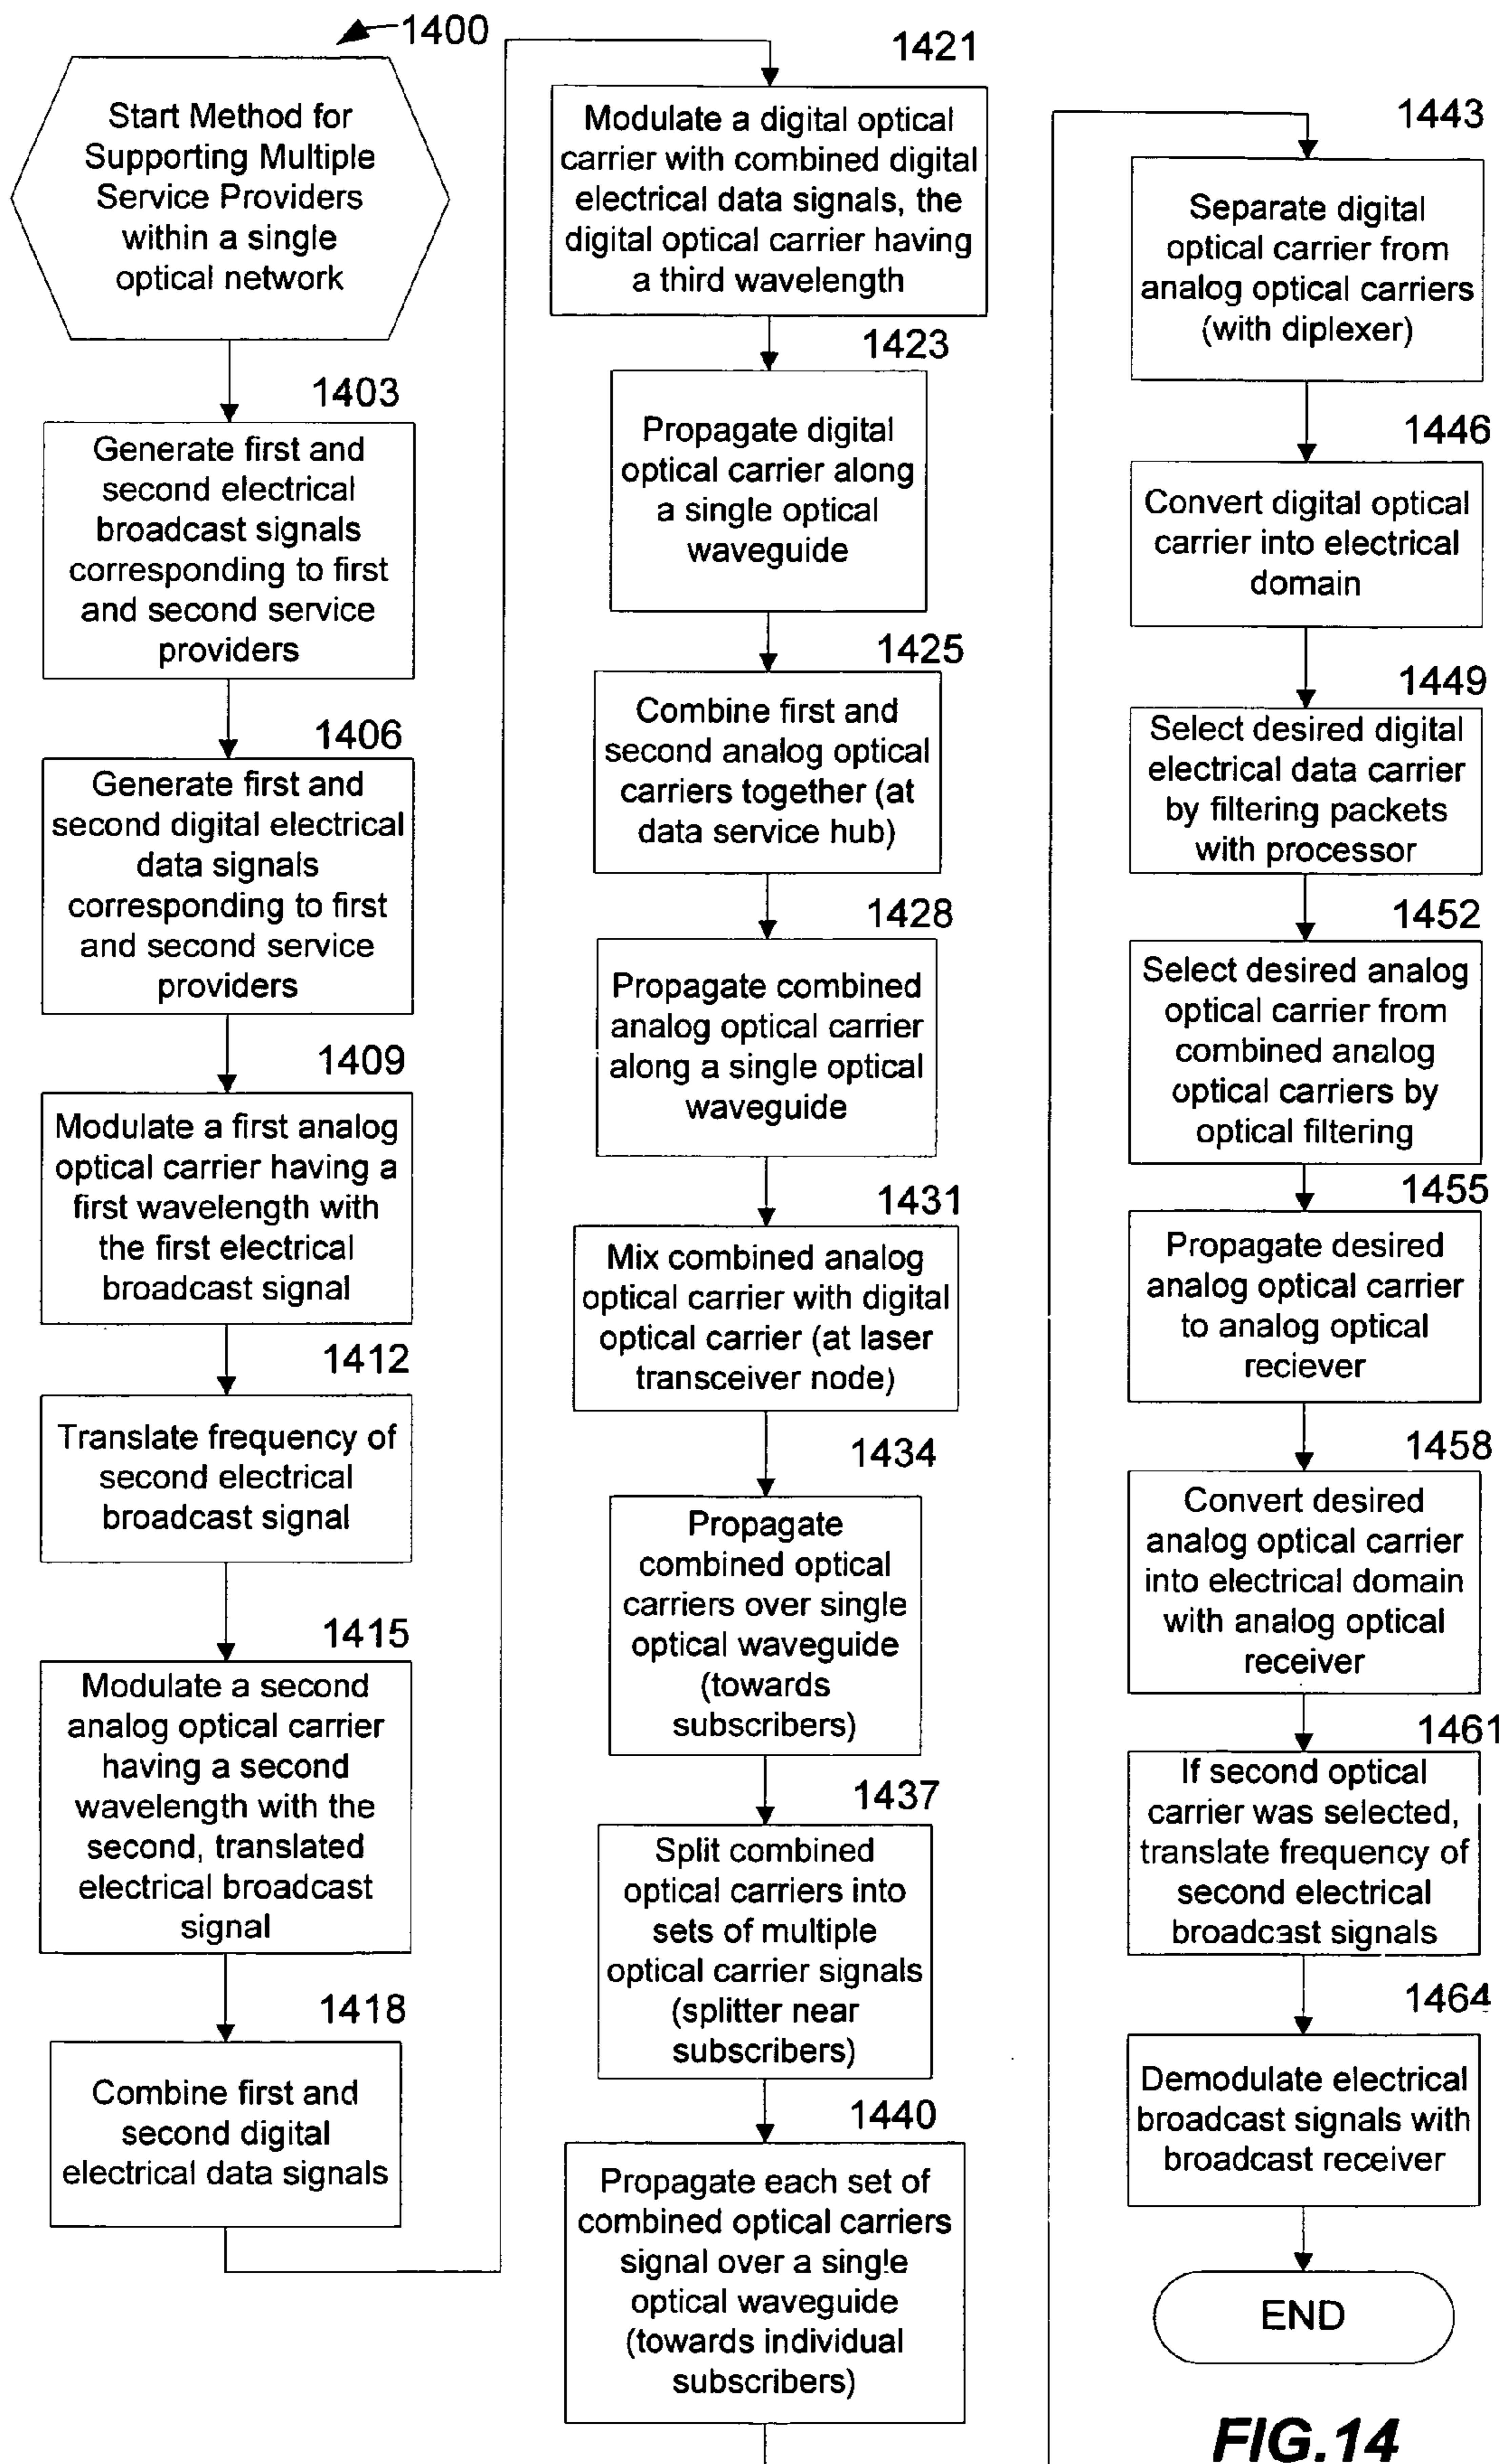 1400
Start Method for
Supporting Multiple
Service Providers
within a single
optical network
1403
Generate first and
second electrical
broadcast signals
corresponding to first
and second service
providers
1406
Generate first and
second digital electrical
data signals
corresponding to first
and second service
providers
1409
Modulate a first analog
optical carrier having a
first wavelength with
the first electrical
broadcast signal
1412
Translate frequency of
second electrical
broadcast signal
1415
Modulate a second
analog optical carrier
having a second
wavelength with the
second, translated
electrical broadcast
signal
1418
Combine first and
second digital
electrical data signals
1421
Modulate a digital optical
carrier with combined digital
electrical data signals, the
digital optical carrier having
a third wavelength
1423
Propagate digital
optical carrier along
a single optical
waveguide
1425
Combine first and
second analog optical
carriers together (at
data service hub)
1428
Propagate combined
analog optical carrier
along a single optical
waveguide
1431
Mix combined analog
optical carrier with digital
optical carrier (at laser
transceiver node)
1434
Propagate
combined optical
carriers over single
optical waveguide
(towards
subscribers)
1437
Split combined
optical carriers into
sets of multiple
optical carrier signals
(splitter near
subscribers)
1440
Propagate each set of
combined optical carriers
signal over a single
optical waveguide
(towards individual
subscribers)
1443
Separate digital
optical carrier from
analog optical carriers
(with diplexer)
1446
Convert digital optical
carrier into electrical
domain
1449
Select desired digital
electrical data carrier
by filtering packets
with processor
1452
Select desired analog
optical carrier from
combined analog
optical carriers by
optical filtering
1455
Propagate desired
analog optical carrier
to analog optical
reciever
1458
Convert desired
analog optical carrier
into electrical domain
with analog optical
receiver
1461
If second optical
carrier was selected,
translate frequency of
second electrical
broadcast signals
1464
Demodulate electrical
broadcast signals with
broadcast receiver
END
FIG.14